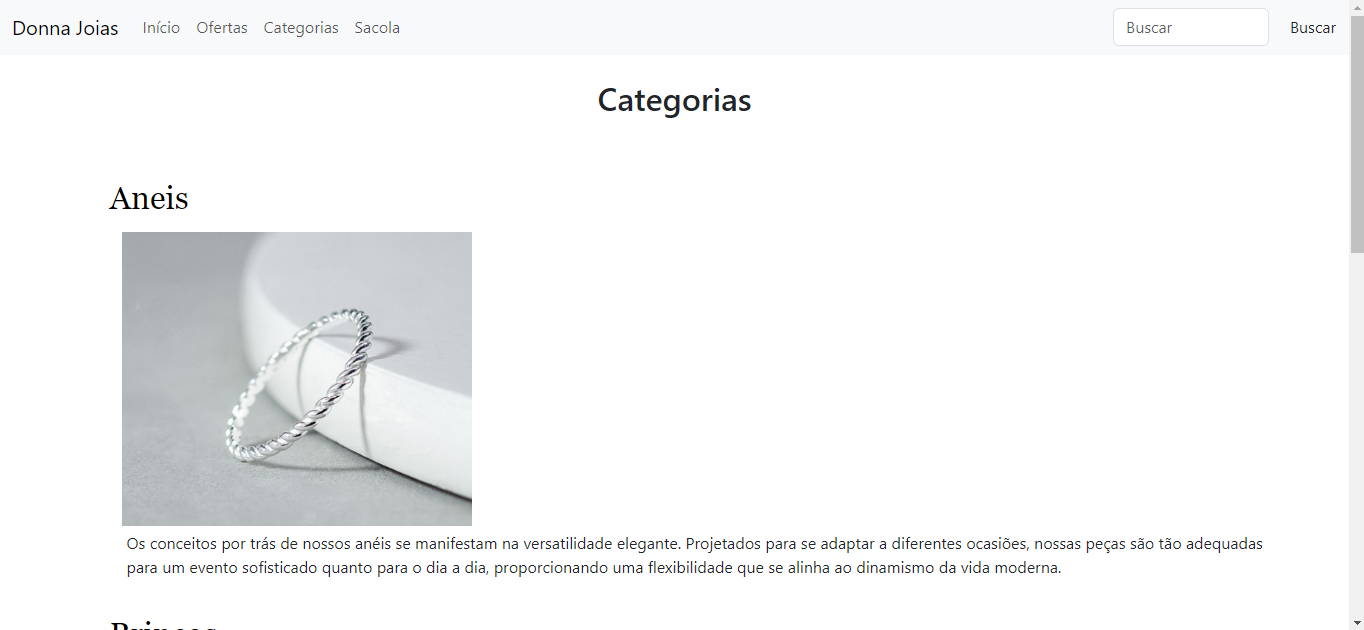 Donna Joias Início Ofertas Categorias Sacola Buscar Buscar
Categorias
Aneis
Os conceitos por trás de nossos anéis se manifestam na versatilidade elegante. Projetados para se adaptar a diferentes ocasiões, nossas peças são tão adequadas
para um evento sofisticado quanto para o dia a dia, proporcionando uma flexibilidade que se alinha ao dinamismo da vida moderna.
Brincos